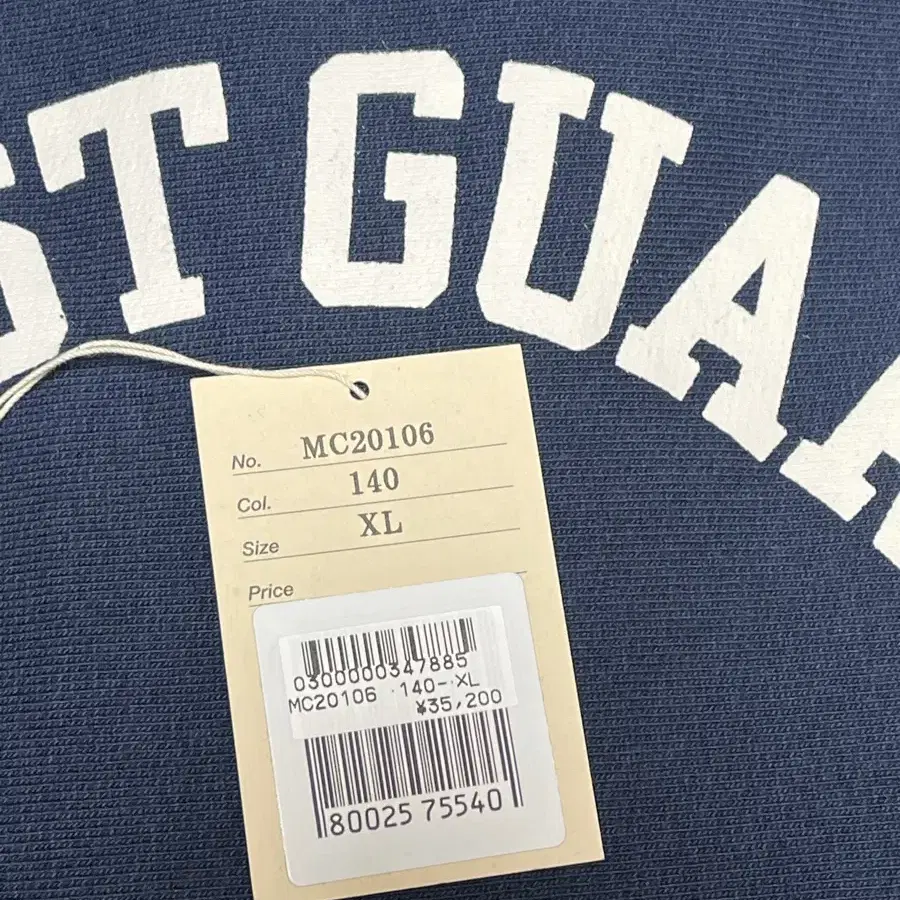 ST GUA
No. MC20106
Col. 140
Size XL
Price
0300000347885
MC20106 140- XL
¥35,200
80025 75540